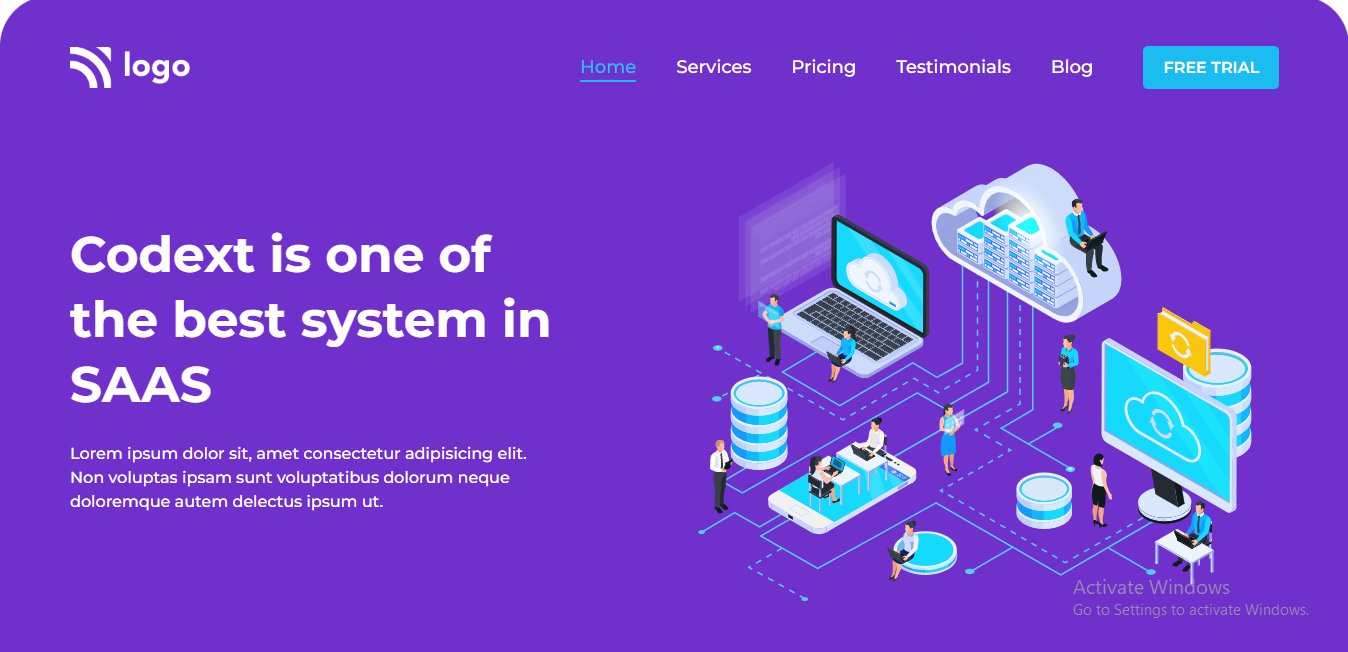 logo
Home Services Pricing Testimonials Blog FREE TRIAL
Codext is one of
the best system in
SAAS
Lorem ipsum dolor sit, amet consectetur adipisicing elit.
Non voluptas ipsam sunt voluptatibus dolorum neque
doloremque autem delectus ipsum ut.
Activate Windows
Go to Settings to activate Windows.